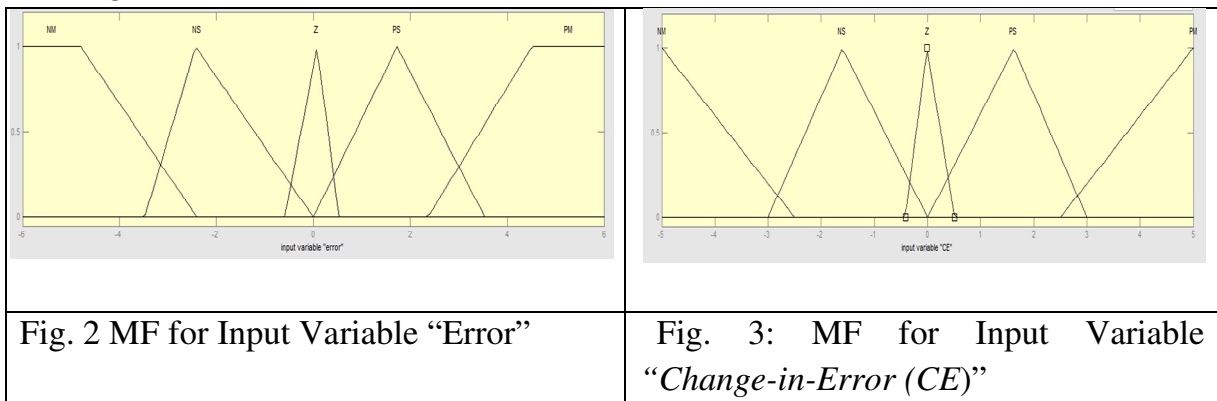 NM NS Z PS PM
1
0.5
0
-6 -4 -2 0 2 4 6
input variable "error"
NM NS Z PS PM
1
0.5
0
-5 -4 -3 -2 -1 0 1 2 3 4 5
input variable "CE"
Fig. 2 MF for Input Variable “Error”
Fig. 3: MF for Input Variable
“Change-in-Error (CE)”